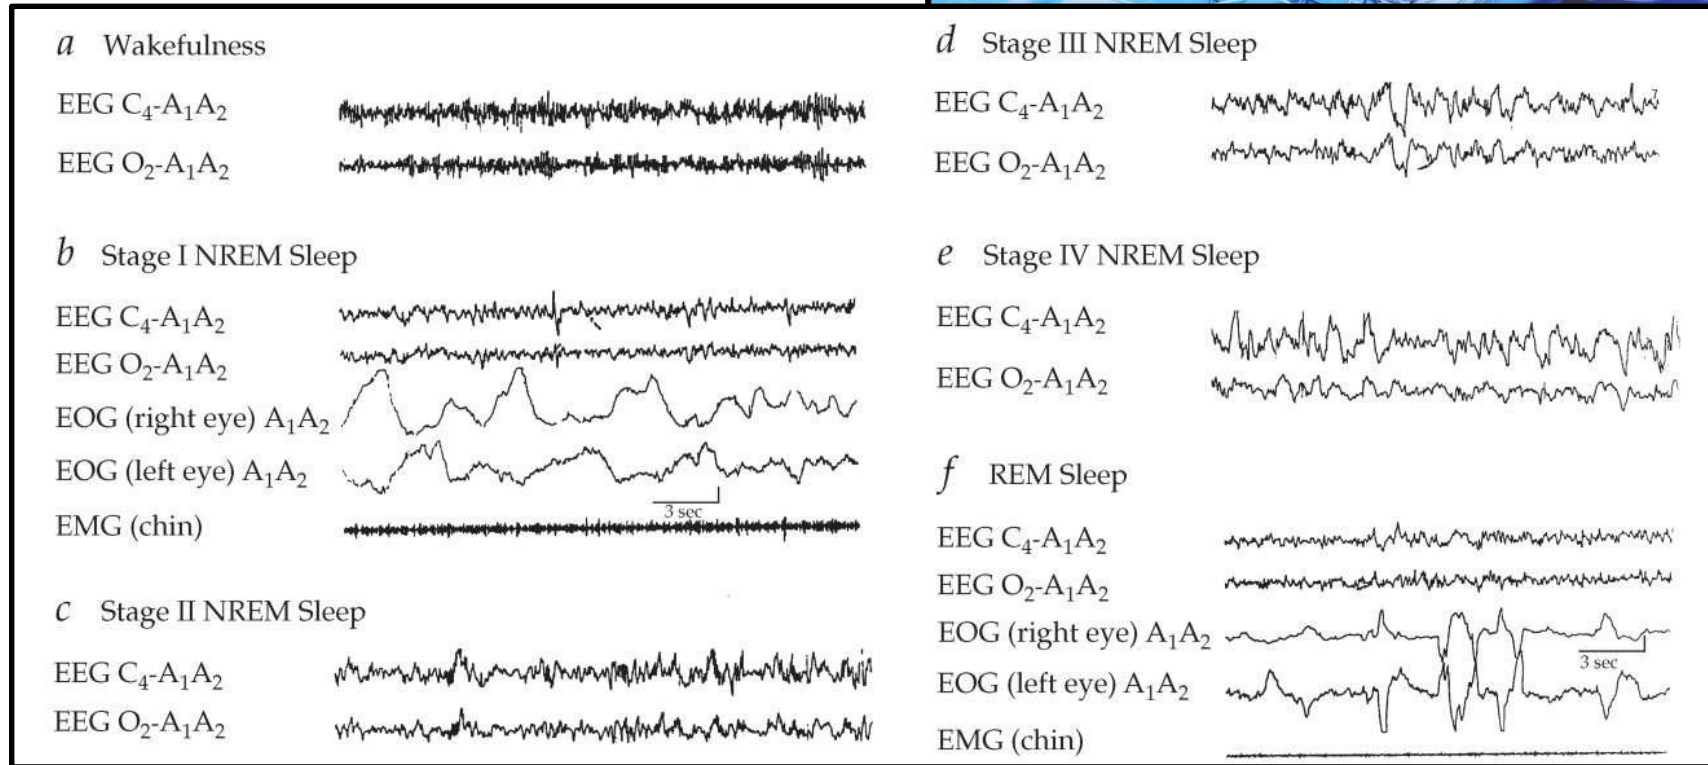 a Wakefulness
EEG C₄-A₁A₂
EEG O₂-A₁A₂
b Stage I NREM Sleep
EEG C₄-A₁A₂
EEG O₂-A₁A₂
EOG (right eye) A₁A₂
EOG (left eye) A₁A₂
3 sec
EMG (chin)
c Stage II NREM Sleep
EEG C₄-A₁A₂
EEG O₂-A₁A₂
d Stage III NREM Sleep
EEG C₄-A₁A₂
EEG O₂-A₁A₂
e Stage IV NREM Sleep
EEG C₄-A₁A₂
EEG O₂-A₁A₂
f REM Sleep
EEG C₄-A₁A₂
EEG O₂-A₁A₂
EOG (right eye) A₁A₂
3 sec
EOG (left eye) A₁A₂
EMG (chin)